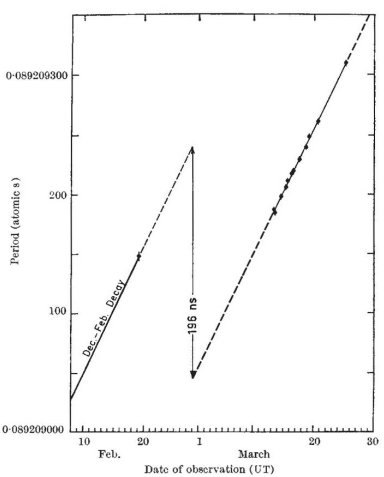 0·089209300
200
100
0·089209000
Period (atomic s)
Dec.-Feb. Decay
196 ns
10 20 1 20 30
Feb. March
Date of observation (UT)